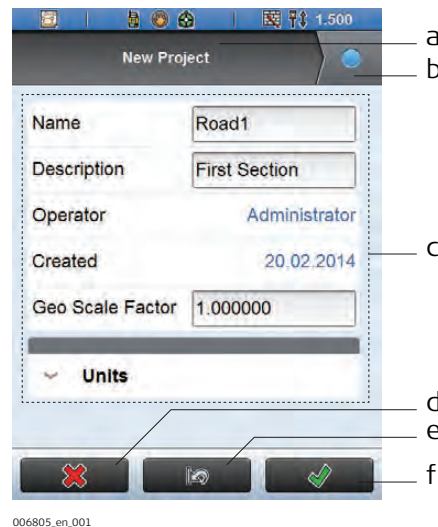 1.500
a
New Project
b
Name Road1
Description First Section
Operator Administrator
c
Created 20.02.2014
Geo Scale Factor 1.000000
Units
d
e
f
006805_en_001